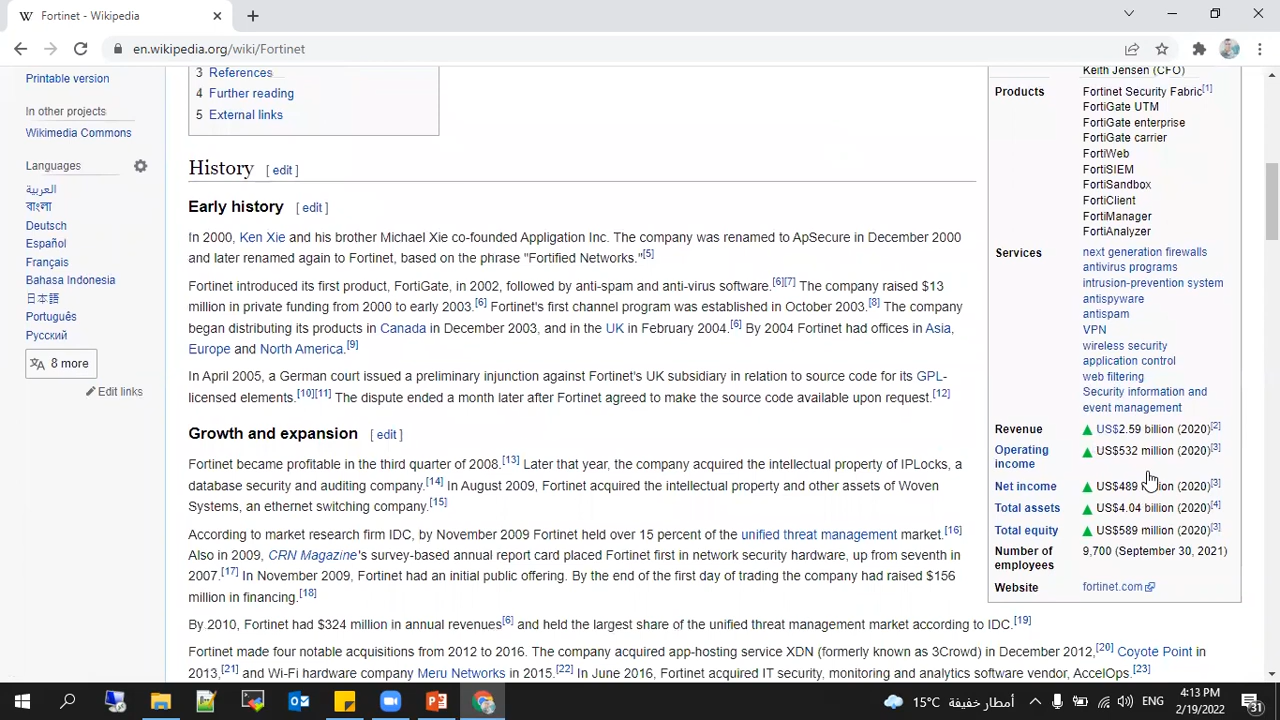 Fortinet - Wikipedia
en.wikipedia.org/wiki/Fortinet
Printable version
In other projects
Wikimedia Commons
Languages
العربية
বাংলা
Deutsch
Español
Français
Bahasa Indonesia
日本語
Português
Русский
8 more
Edit links
3 References
4 Further reading
5 External links
History [ edit ]
Early history [ edit ]
In 2000, Ken Xie and his brother Michael Xie co-founded Appligation Inc. The company was renamed to ApSecure in December 2000
and later renamed again to Fortinet, based on the phrase "Fortified Networks."[5]
Fortinet introduced its first product, FortiGate, in 2002, followed by anti-spam and anti-virus software.[6][7] The company raised $13
million in private funding from 2000 to early 2003.[6] Fortinet's first channel program was established in October 2003.[8] The company
began distributing its products in Canada in December 2003, and in the UK in February 2004.[6] By 2004 Fortinet had offices in Asia,
Europe and North America.[9]
In April 2005, a German court issued a preliminary injunction against Fortinet's UK subsidiary in relation to source code for its GPL-
licensed elements.[10][11] The dispute ended a month later after Fortinet agreed to make the source code available upon request.[12]
Growth and expansion [ edit ]
Fortinet became profitable in the third quarter of 2008.[13] Later that year, the company acquired the intellectual property of IPLocks, a
database security and auditing company.[14] In August 2009, Fortinet acquired the intellectual property and other assets of Woven
Systems, an ethernet switching company.[15]
According to market research firm IDC, by November 2009 Fortinet held over 15 percent of the unified threat management market.[16]
Also in 2009, CRN Magazine's survey-based annual report card placed Fortinet first in network security hardware, up from seventh in
2007.[17] In November 2009, Fortinet had an initial public offering. By the end of the first day of trading the company had raised $156
million in financing.[18]
By 2010, Fortinet had $324 million in annual revenues[6] and held the largest share of the unified threat management market according to IDC.[19]
Fortinet made four notable acquisitions from 2012 to 2016. The company acquired app-hosting service XDN (formerly known as 3Crowd) in December 2012,[20] Coyote Point in
2013,[21] and Wi-Fi hardware company Meru Networks in 2015.[22] In June 2016, Fortinet acquired IT security, monitoring and analytics software vendor, AccelOps.[23]
Keith Jensen (CFO)
Products Fortinet Security Fabric[1]
FortiGate UTM
FortiGate enterprise
FortiGate carrier
FortiWeb
FortiSIEM
FortiSandbox
FortiClient
FortiManager
FortiAnalyzer
Services next generation firewalls
antivirus programs
intrusion-prevention system
antispyware
antispam
VPN
wireless security
application control
web filtering
Security information and
event management
Revenue ▲ US$2.59 billion (2020)[2]
Operating ▲ US$532 million (2020)[3]
income
Net income ▲ US$489 (2020)[3]
Total assets ▲ US$4.04 billion (2020)[4]
Total equity ▲ US$589 million (2020)[3]
Number of 9,700 (September 30, 2021)
employees
Website fortinet.com
15°C أمطار خفيفة
ENG
4:13 PM
2/19/2022
31